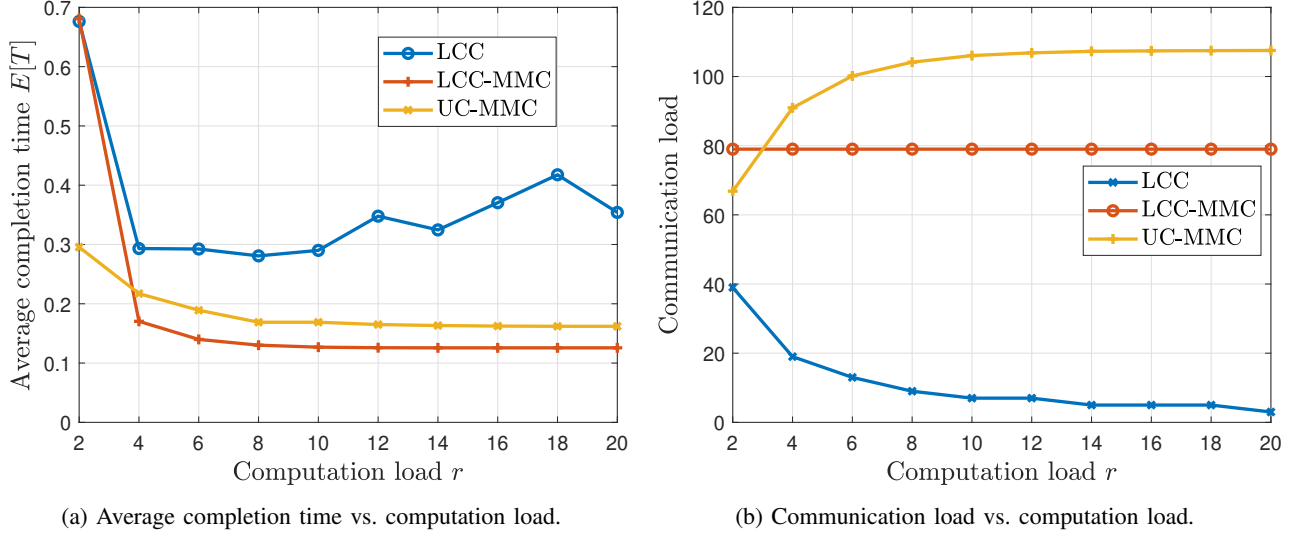 0.7
0.6
0.5
0.4
0.3
0.2
0.1
0
Average completion time E[T]
LCC
LCC-MMC
UC-MMC
2 4 6 8 10 12 14 16 18 20
Computation load r
(a) Average completion time vs. computation load.
120
100
80
60
40
20
0
Communication load
LCC
LCC-MMC
UC-MMC
2 4 6 8 10 12 14 16 18 20
Computation load r
(b) Communication load vs. computation load.